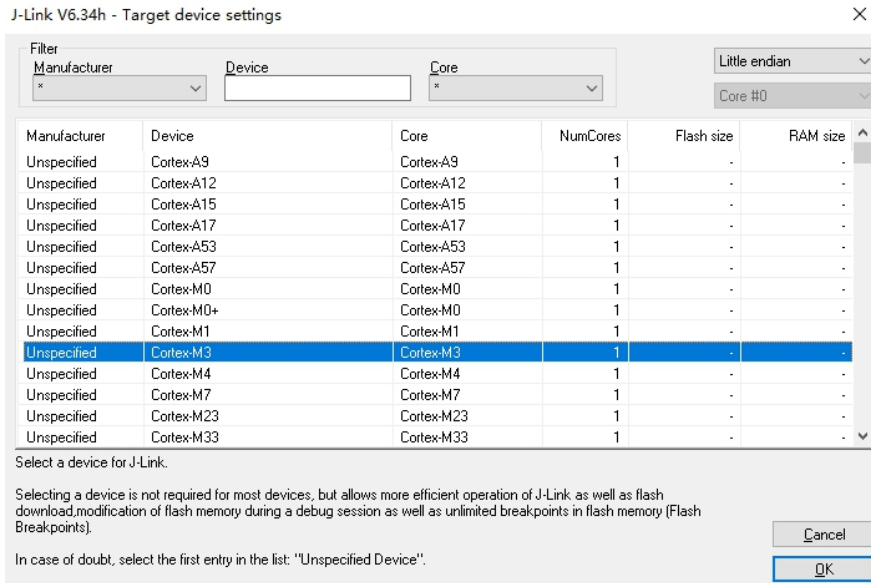 J-Link V6.34h - Target device settings
Filter
Manufacturer Device Core Little endian
* * Core #0
Manufacturer Device Core NumCores Flash size RAM size
Unspecified Cortex-A9 Cortex-A9 1 - -
Unspecified Cortex-A12 Cortex-A12 1 - -
Unspecified Cortex-A15 Cortex-A15 1 - -
Unspecified Cortex-A17 Cortex-A17 1 - -
Unspecified Cortex-A53 Cortex-A53 1 - -
Unspecified Cortex-A57 Cortex-A57 1 - -
Unspecified Cortex-M0 Cortex-M0 1 - -
Unspecified Cortex-M0+ Cortex-M0 1 - -
Unspecified Cortex-M1 Cortex-M1 1 - -
Unspecified Cortex-M3 Cortex-M3 1 - -
Unspecified Cortex-M4 Cortex-M4 1 - -
Unspecified Cortex-M7 Cortex-M7 1 - -
Unspecified Cortex-M23 Cortex-M23 1 - -
Unspecified Cortex-M33 Cortex-M33 1 - -
Select a device for J-Link.
Selecting a device is not required for most devices, but allows more efficient operation of J-Link as well as flash
download,modification of flash memory during a debug session as well as unlimited breakpoints in flash memory (Flash
Breakpoints).
Cancel
In case of doubt, select the first entry in the list: "Unspecified Device".
OK